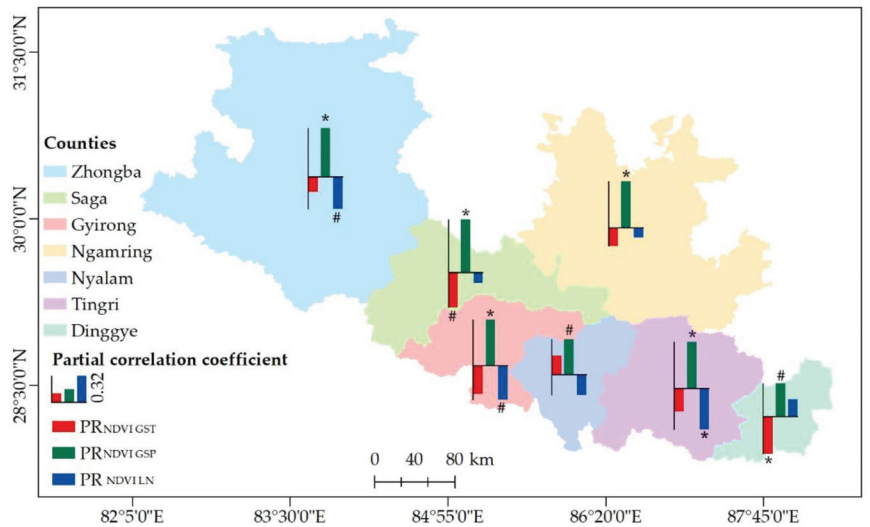 31°30'0"N
30°0'0"N
28°30'0"N
Counties
Zhongba
Saga
Gyirong
Ngamring
Nyalam
Tingri
Dinggye
Partial correlation coefficient
0.32
PRNDVI GST
PRNDVI GSP
PR NDVI LN
* #
* #
* #
*
#
* *
# *
0 40 80 km
82°5'0"E 83°30'0"E 84°55'0"E 86°20'0"E 87°45'0"E